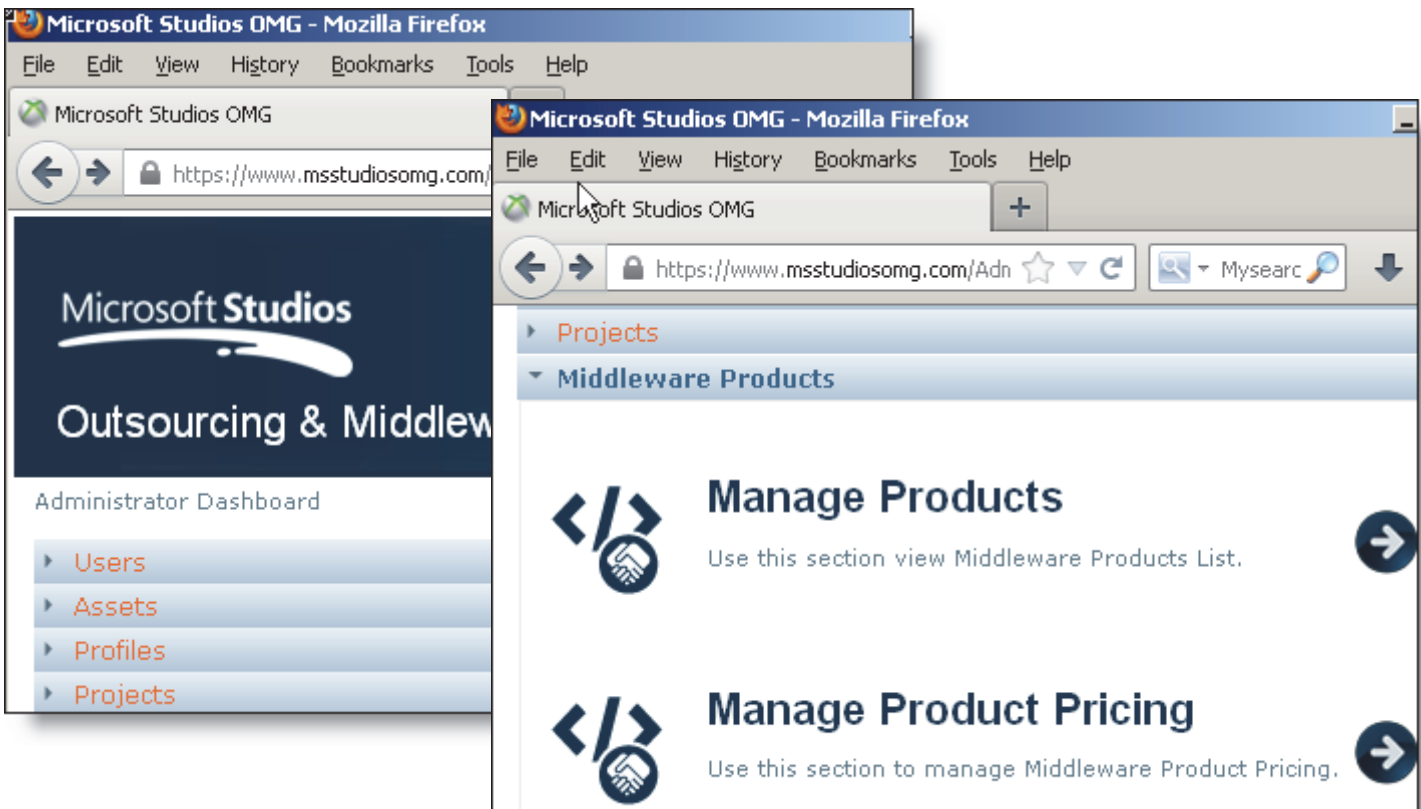 Microsoft Studios OMG - Mozilla Firefox
File Edit View History Bookmarks Tools Help
Microsoft Studios OMG
https://www.msstudiosomg.com/
Microsoft Studios
Outsourcing & Middlew
Administrator Dashboard
Users
Assets
Profiles
Projects
Microsoft Studios OMG - Mozilla Firefox
File Edit View History Bookmarks Tools Help
Microsoft Studios OMG
https://www.msstudiosomg.com/Adn Mysearc
Projects
Middleware Products
Manage Products
Use this section view Middleware Products List.
Manage Product Pricing
Use this section to manage Middleware Product Pricing.